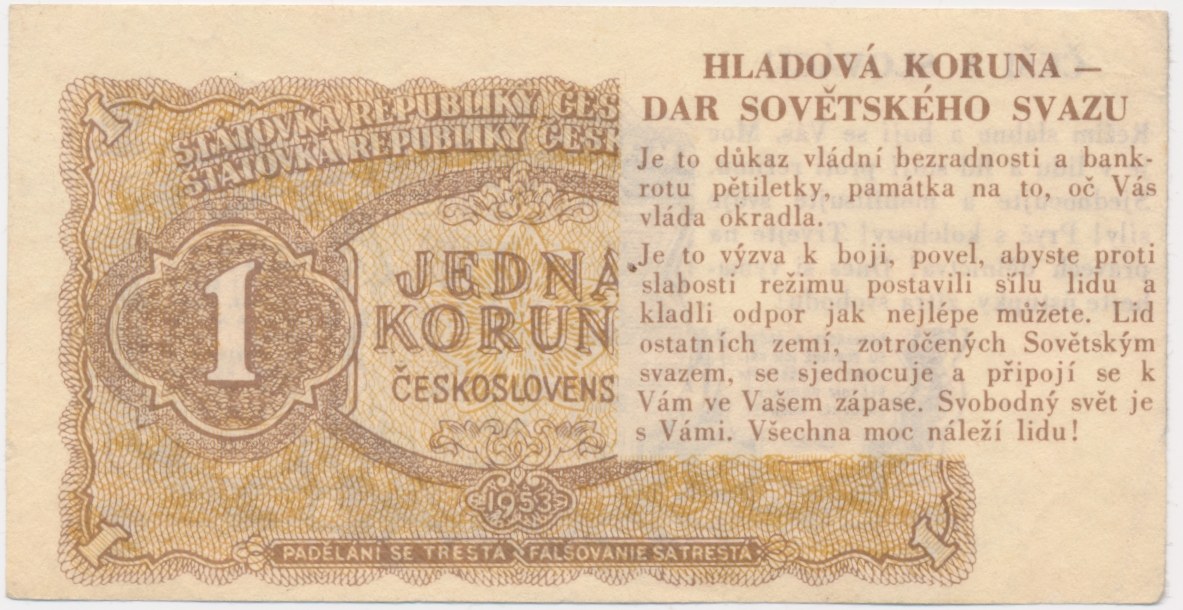 1
STÁTOVKA REPUBLIKY ČES
ŠTÁTOVKA REPUBLIKY ČESK
1
JEDNA
KORUN
ČESKOSLOVENS
1953
PADĚLÁNÍ SE TRESTÁ FALŠOVANIE SA TRESTÁ
1
1
HLADOVÁ KORUNA —
DAR SOVĚTSKÉHO SVAZU
Je to důkaz vládní bezradnosti a bank-
rotu pětiletky, památka na to, oč Vás
vláda okradla.
Je to výzva k boji, povel, abyste proti
slabosti režimu postavili sílu lidu a
kladli odpor jak nejlépe můžete. Lid
ostatních zemí, zotročených Sovětským
svazem, se sjednocuje a připojí se k
Vám ve Vašem zápase. Svobodný svět je
s Vámi. Všechna moc náleží lidu!